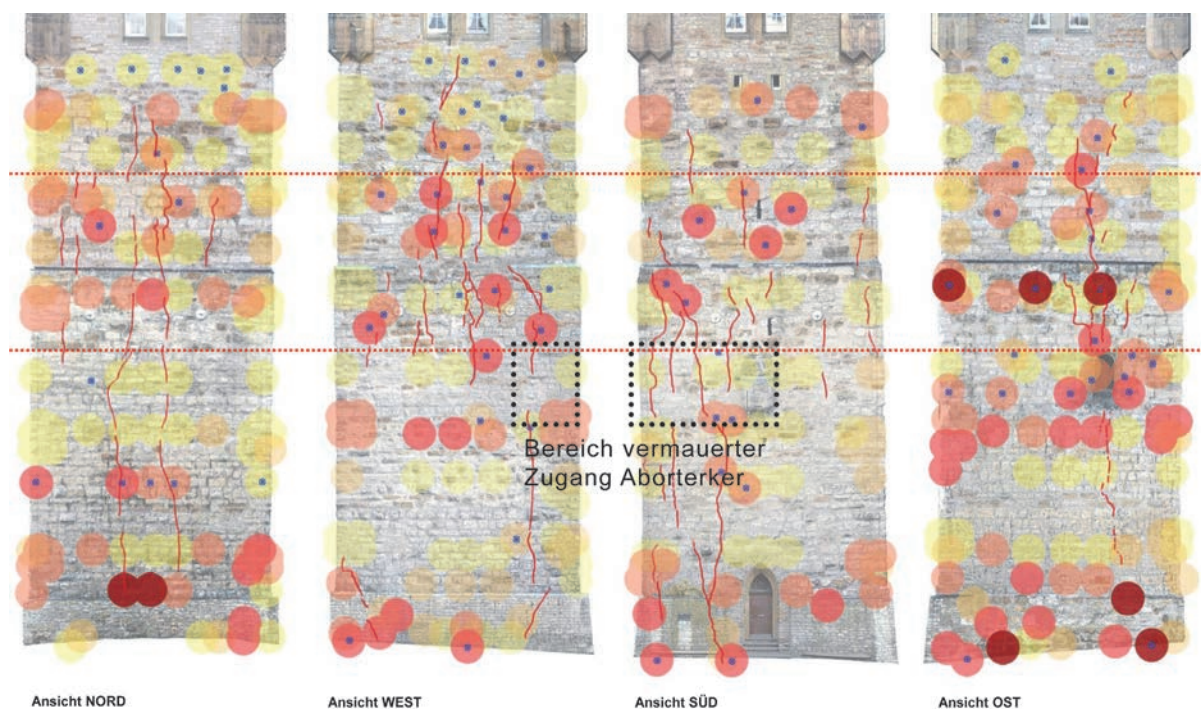 Bereich vermauerter
Zugang Aborterker
Ansicht NORD
Ansicht WEST
Ansicht SÜD
Ansicht OST